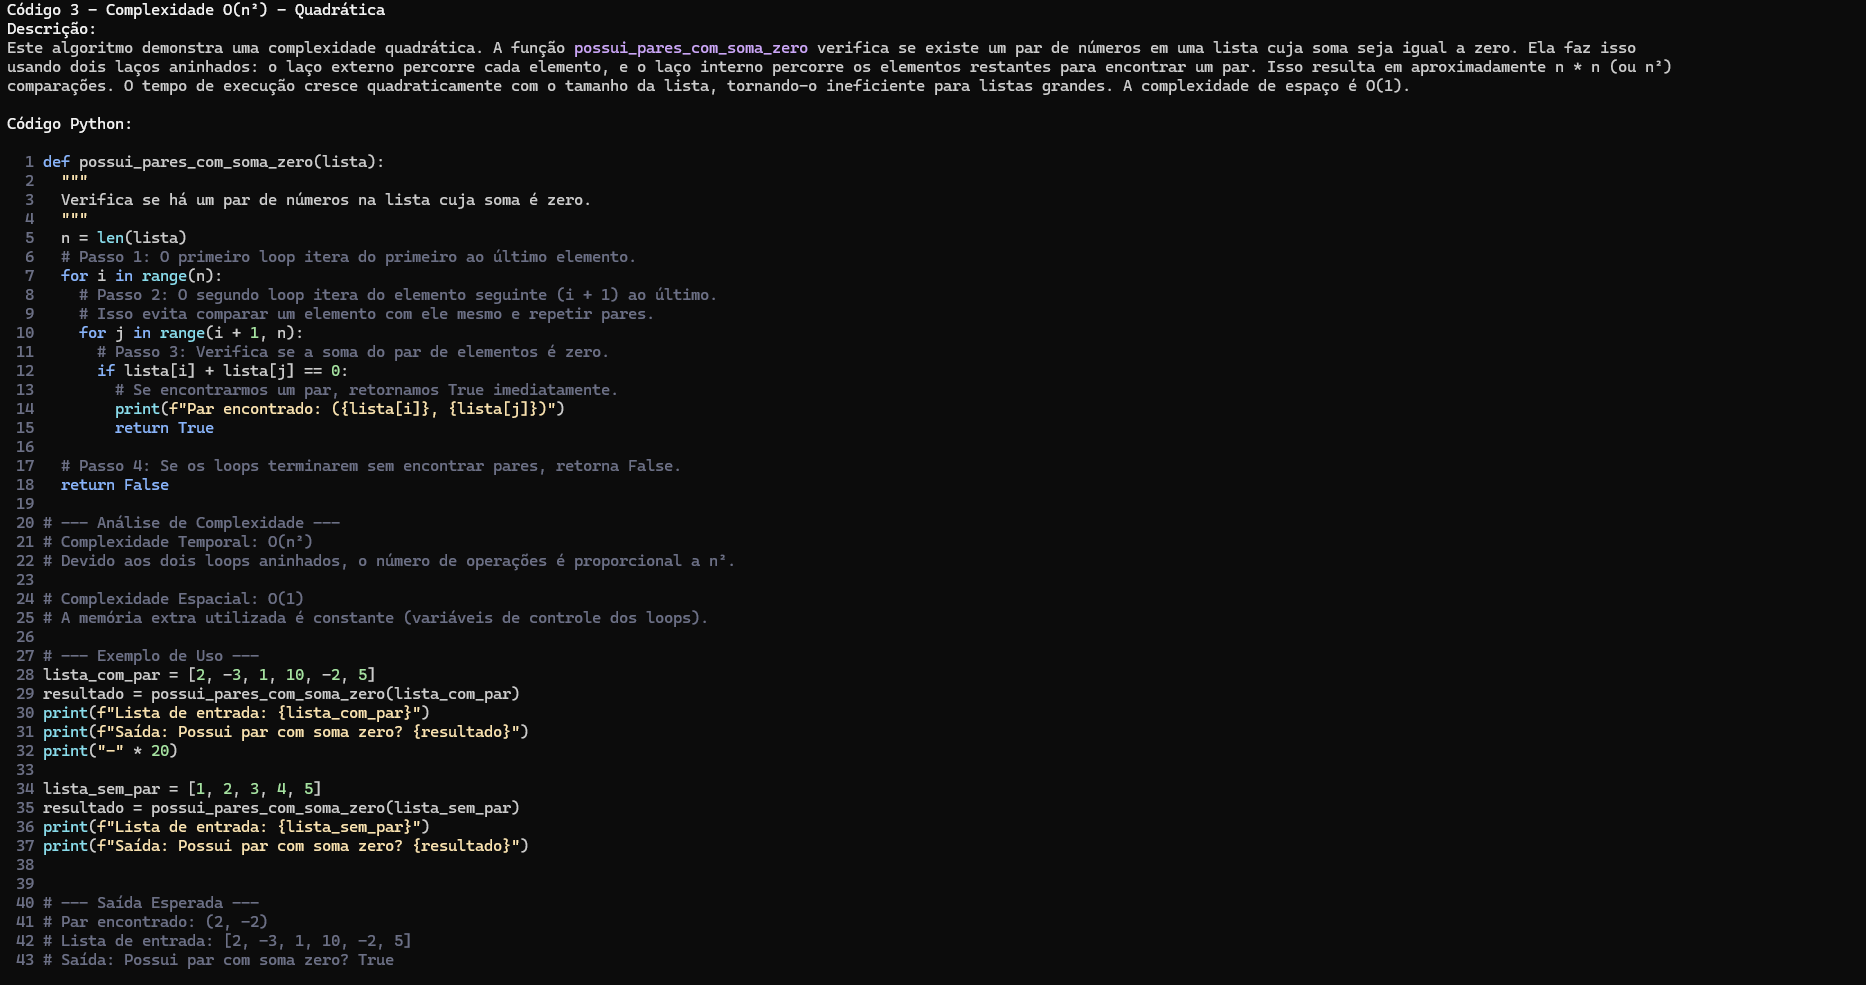 Código 3 - Complexidade O(n²) - Quadrática
Descrição:
Este algoritmo demonstra uma complexidade quadrática. A função possui_pares_com_soma_zero verifica se existe um par de números em uma lista cuja soma seja igual a zero. Ela faz isso
usando dois laços aninhados: o laço externo percorre cada elemento, e o laço interno percorre os elementos restantes para encontrar um par. Isso resulta em aproximadamente n * n (ou n²)
comparações. O tempo de execução cresce quadraticamente com o tamanho da lista, tornando-o ineficiente para listas grandes. A complexidade de espaço é O(1).

Código Python:

  1 def possui_pares_com_soma_zero(lista):
  2   """
  3   Verifica se há um par de números na lista cuja soma é zero.
  4   """
  5   n = len(lista)
  6   # Passo 1: O primeiro loop itera do primeiro ao último elemento.
  7   for i in range(n):
  8     # Passo 2: O segundo loop itera do elemento seguinte (i + 1) ao último.
  9     # Isso evita comparar um elemento com ele mesmo e repetir pares.
 10     for j in range(i + 1, n):
 11       # Passo 3: Verifica se a soma do par de elementos é zero.
 12       if lista[i] + lista[j] == 0:
 13         # Se encontrarmos um par, retornamos True imediatamente.
 14         print(f"Par encontrado: ({lista[i]}, {lista[j]})")
 15         return True
 16
 17   # Passo 4: Se os loops terminarem sem encontrar pares, retorna False.
 18   return False
 19
 20 # --- Análise de Complexidade ---
 21 # Complexidade Temporal: O(n²)
 22 # Devido aos dois loops aninhados, o número de operações é proporcional a n².
 23
 24 # Complexidade Espacial: O(1)
 25 # A memória extra utilizada é constante (variáveis de controle dos loops).
 26
 27 # --- Exemplo de Uso ---
 28 lista_com_par = [2, -3, 1, 10, -2, 5]
 29 resultado = possui_pares_com_soma_zero(lista_com_par)
 30 print(f"Lista de entrada: {lista_com_par}")
 31 print(f"Saída: Possui par com soma zero? {resultado}")
 32 print("-" * 20)
 33
 34 lista_sem_par = [1, 2, 3, 4, 5]
 35 resultado = possui_pares_com_soma_zero(lista_sem_par)
 36 print(f"Lista de entrada: {lista_sem_par}")
 37 print(f"Saída: Possui par com soma zero? {resultado}")
 38
 39
 40 # --- Saída Esperada ---
 41 # Par encontrado: (2, -2)
 42 # Lista de entrada: [2, -3, 1, 10, -2, 5]
 43 # Saída: Possui par com soma zero? True